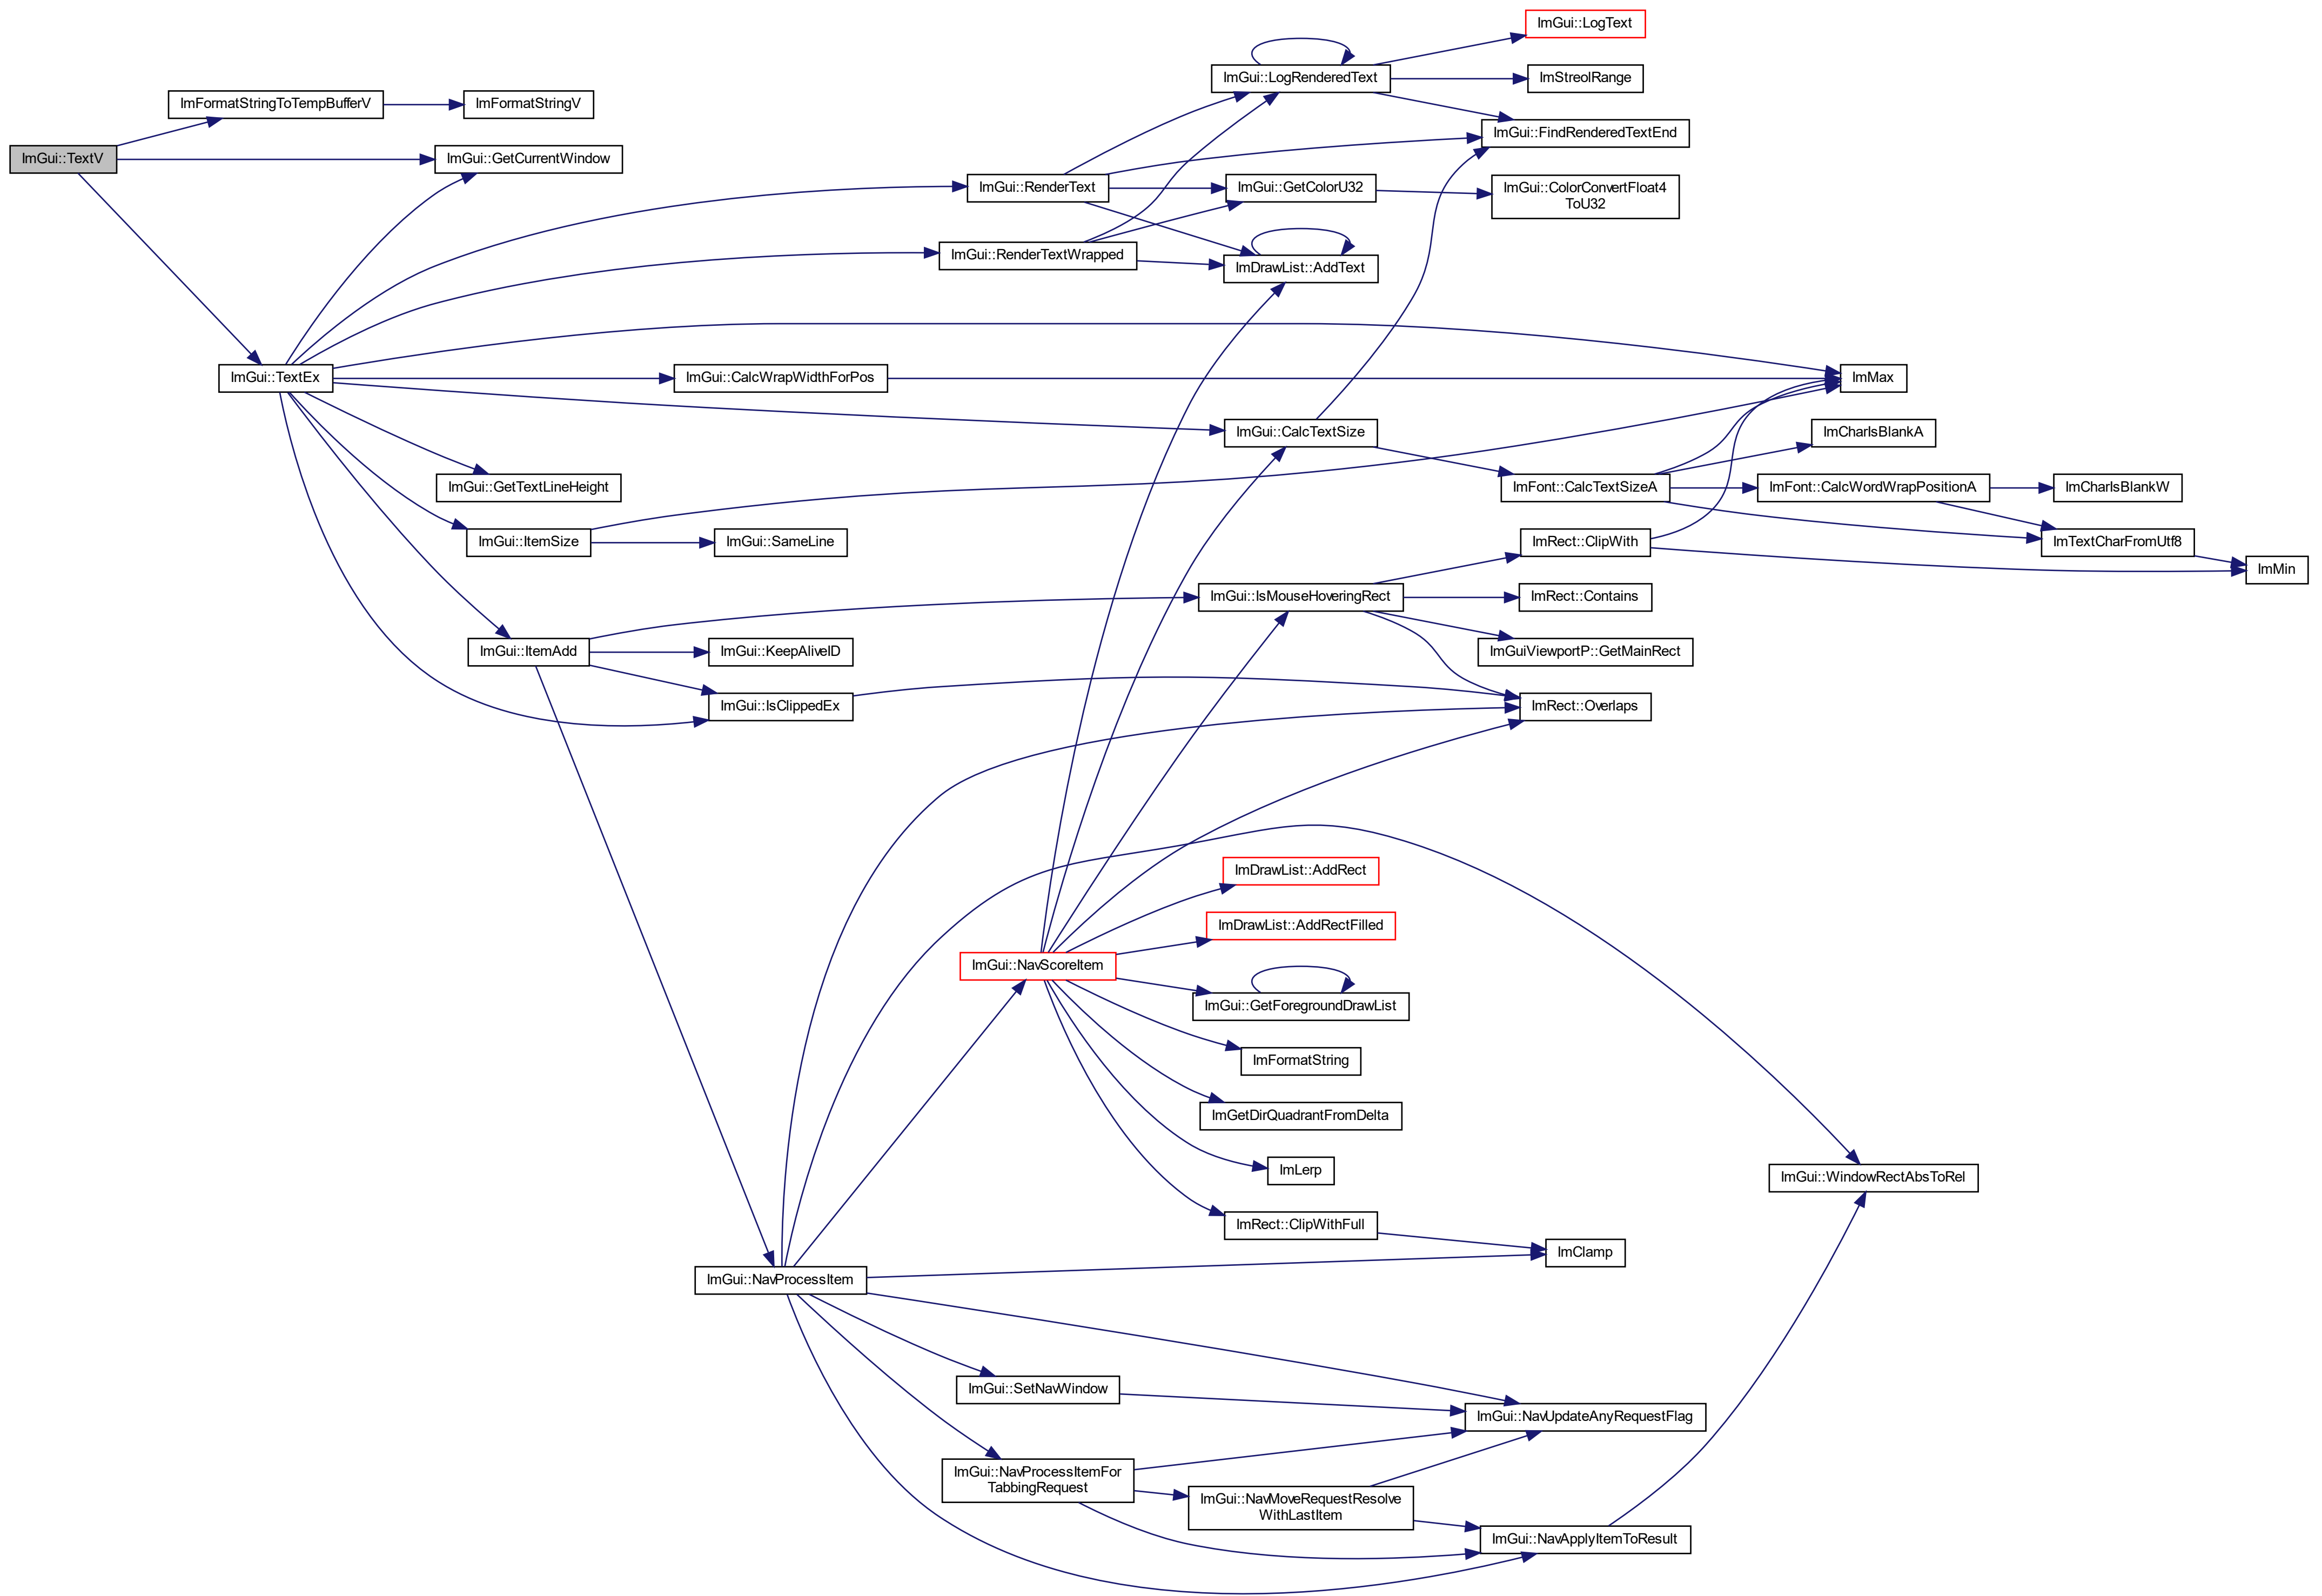 ImGui::TextV
ImFormatStringToTempBufferV
ImFormatStringV
ImGui::GetCurrentWindow
ImGui::TextEx
ImGui::RenderText
ImGui::RenderTextWrapped
ImGui::CalcWrapWidthForPos
ImGui::GetTextLineHeight
ImGui::ItemSize
ImGui::SameLine
ImGui::ItemAdd
ImGui::KeepAliveID
ImGui::IsClippedEx
ImGui::NavProcessItem
ImGui::LogRenderedText
ImGui::LogText
ImStreolRange
ImGui::FindRenderedTextEnd
ImGui::GetColorU32
ImGui::ColorConvertFloat4
ToU32
ImDrawList::AddText
ImMax
ImGui::CalcTextSize
ImFont::CalcTextSizeA
ImCharIsBlankA
ImFont::CalcWordWrapPositionA
ImCharIsBlankW
ImTextCharFromUtf8
ImMin
ImGui::IsMouseHoveringRect
ImRect::ClipWith
ImRect::Contains
ImGuiViewportP::GetMainRect
ImRect::Overlaps
ImGui::NavScoreItem
ImDrawList::AddRect
ImDrawList::AddRectFilled
ImGui::GetForegroundDrawList
ImFormatString
ImGetDirQuadrantFromDelta
ImLerp
ImRect::ClipWithFull
ImClamp
ImGui::WindowRectAbsToRel
ImGui::SetNavWindow
ImGui::NavUpdateAnyRequestFlag
ImGui::NavProcessItemFor
TabbingRequest
ImGui::NavMoveRequestResolve
WithLastItem
ImGui::NavApplyItemToResult